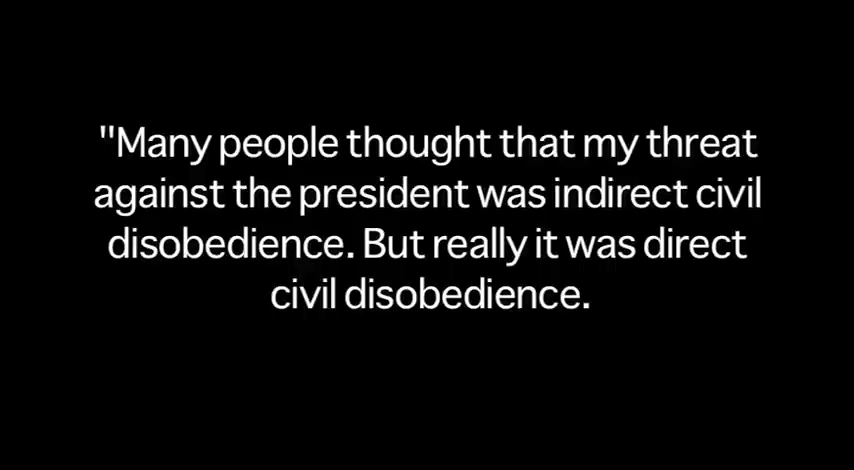 "Many people thought that my threat
against the president was indirect civil
disobedience. But really it was direct
civil disobedience.